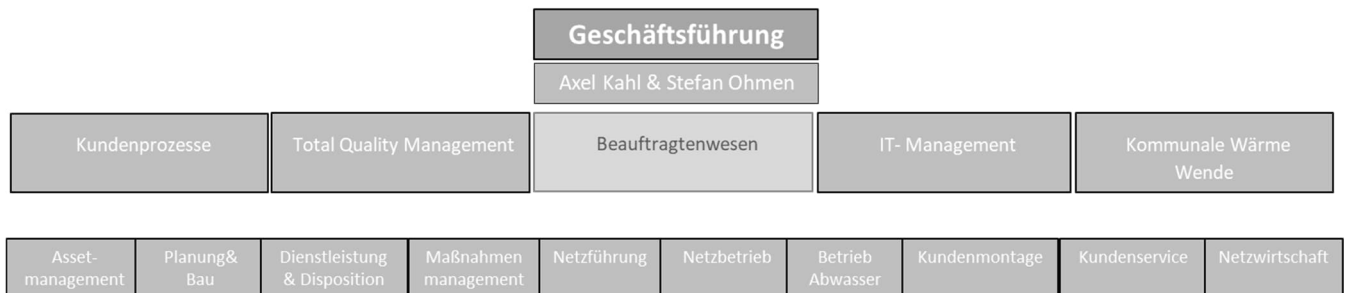 Geschäftsführung
Axel Kahl & Stefan Ohmen
Kundenprozesse
Total Quality Management
Beauftragtenwesen
IT- Management
Kommunale Wärme
Wende
Asset-
management
Planung&
Bau
Dienstleistung
& Disposition
Maßnahmen
management
Netzführung
Netzbetrieb
Betrieb
Abwasser
Kundenmontage
Kundenservice
Netzwirtschaft